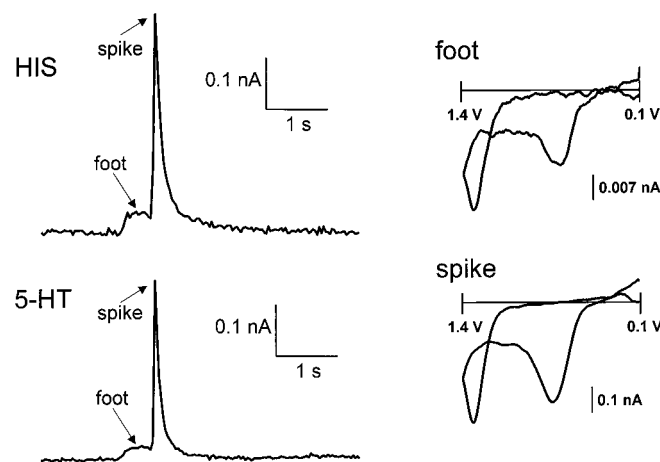 HIS
spike
foot
0.1 nA
1 s
5-HT
spike
foot
0.1 nA
1 s
foot
1.4 V
0.1 V
0.007 nA
spike
1.4 V
0.1 V
0.1 nA